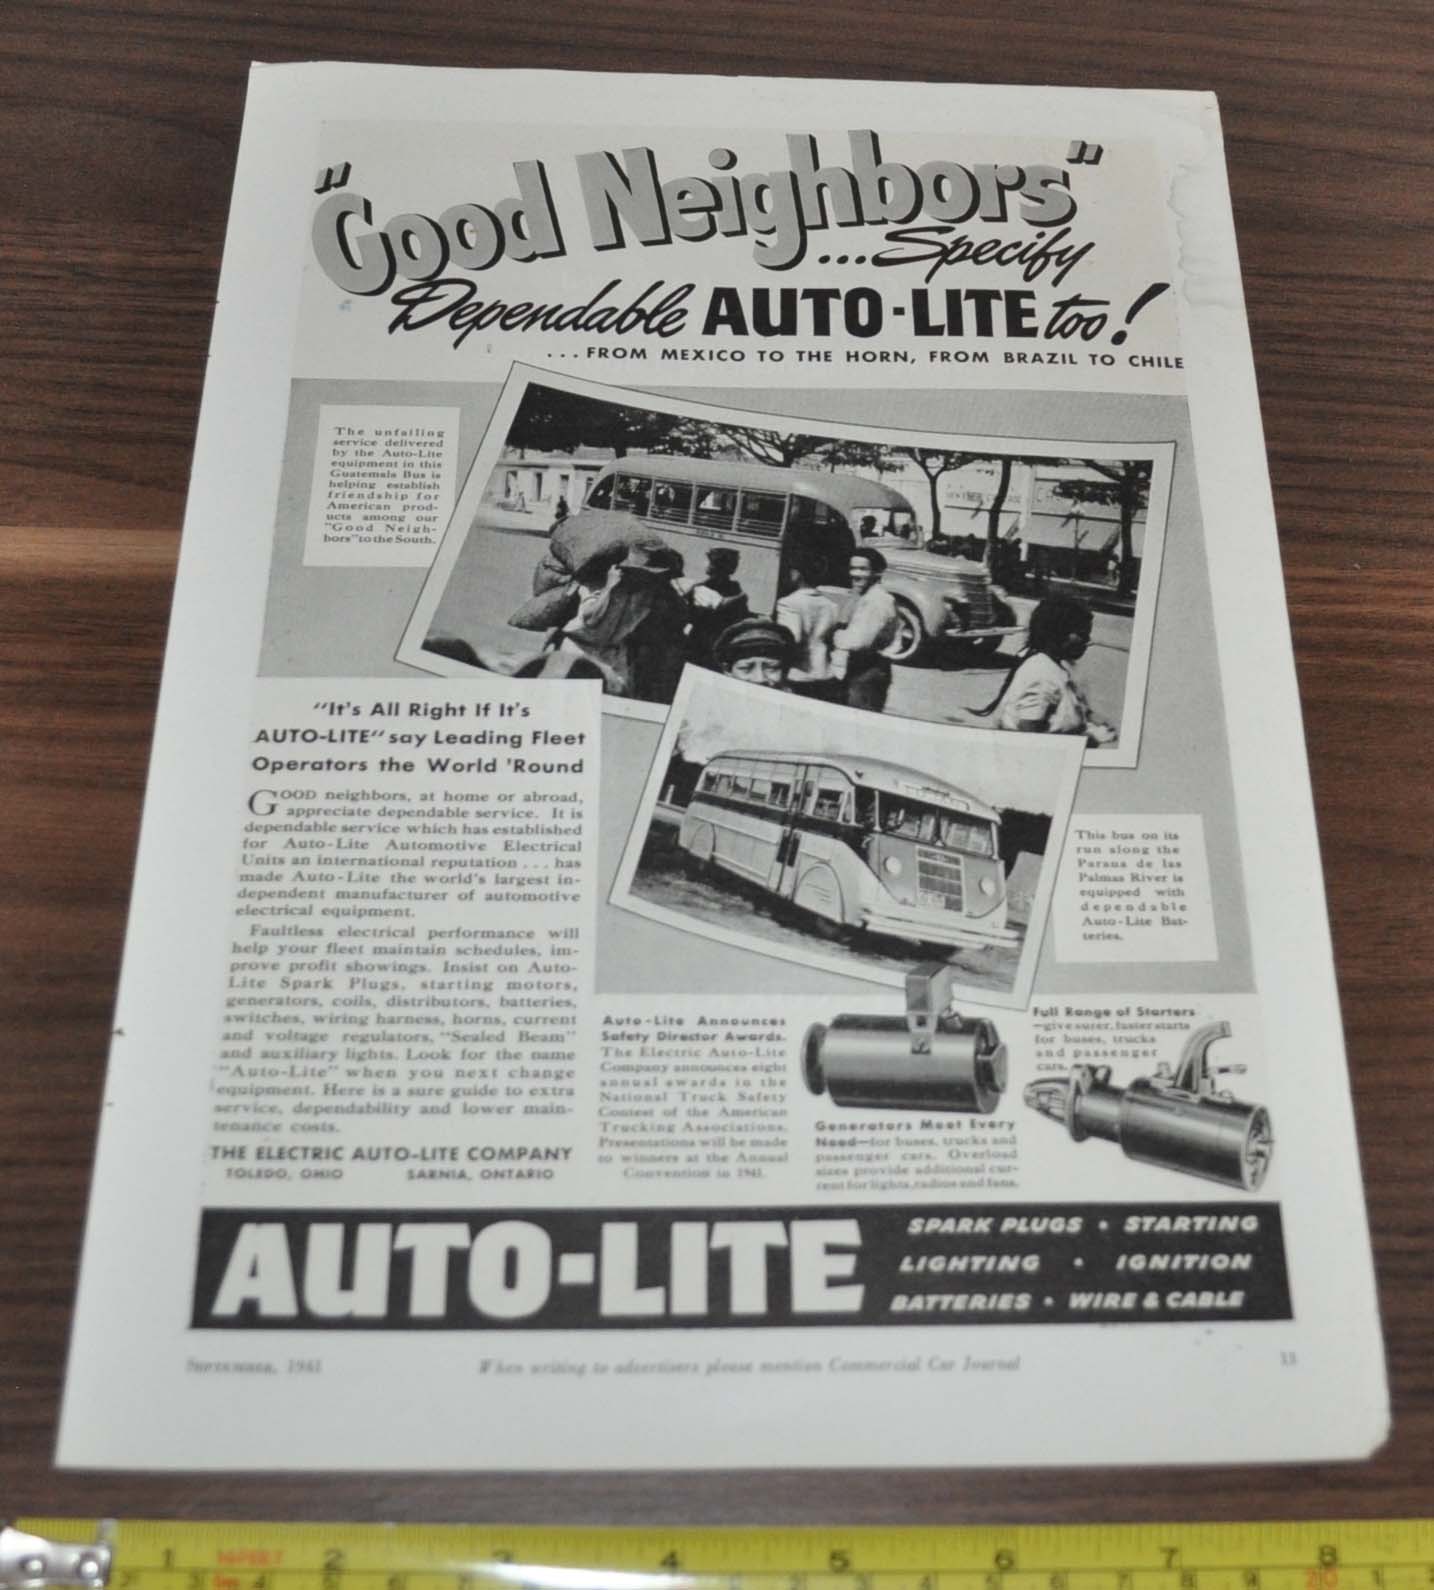 "Good Neighbors"
...Specify
Dependable AUTO-LITE too!
...FROM MEXICO TO THE HORN, FROM BRAZIL TO CHILE
The unfailing
service delivered
by the Auto-Lite
equipment in this
Guatemala Bus is
helping establish
friendship for
American prod-
ucts among our
"Good Neigh-
bors" to the South.
"It's All Right If It's
AUTO-LITE" say Leading Fleet
Operators the World 'Round
GOOD neighbors, at home or abroad,
appreciate dependable service. It is
dependable service which has established
for Auto-Lite Automotive Electrical
Units an international reputation . . . has
made Auto-Lite the world's largest in-
dependent manufacturer of automotive
electrical equipment.
Faultless electrical performance will
help your fleet maintain schedules, im-
prove profit showings. Insist on Auto-
Lite Spark Plugs, starting motors,
generators, coils, distributors, batteries,
switches, wiring harness, horns, current
and voltage regulators, "Sealed Beam"
and auxiliary lights. Look for the name
"Auto-Lite" when you next change
equipment. Here is a sure guide to extra
service, dependability and lower main-
tenance costs.
THE ELECTRIC AUTO-LITE COMPANY
TOLEDO, OHIO SARNIA, ONTARIO
This bus on its
run along the
Parana de las
Palmas River is
equipped with
dependable
Auto-Lite Bat-
teries.
Auto-Lite Announces
Safety Director Awards.
The Electric Auto-Lite
Company announces eight
annual awards in the
National Truck Safety
Contest of the American
Trucking Associations.
Presentations will be made
to winners at the Annual
Convention in 1941.
Generators Meet Every
Need—for buses, trucks and
passenger cars. Overload
sizes provide additional cur-
rent for lights, radios and fans.
Full Range of Starters
—give surer, faster starts
for buses, trucks
and passenger
cars.
AUTO-LITE
SPARK PLUGS • STARTING
LIGHTING • IGNITION
BATTERIES • WIRE & CABLE
SEPTEMBER, 1941 When writing to advertisers please mention Commercial Car Journal 13
1 2 3 4 5 6 7 8